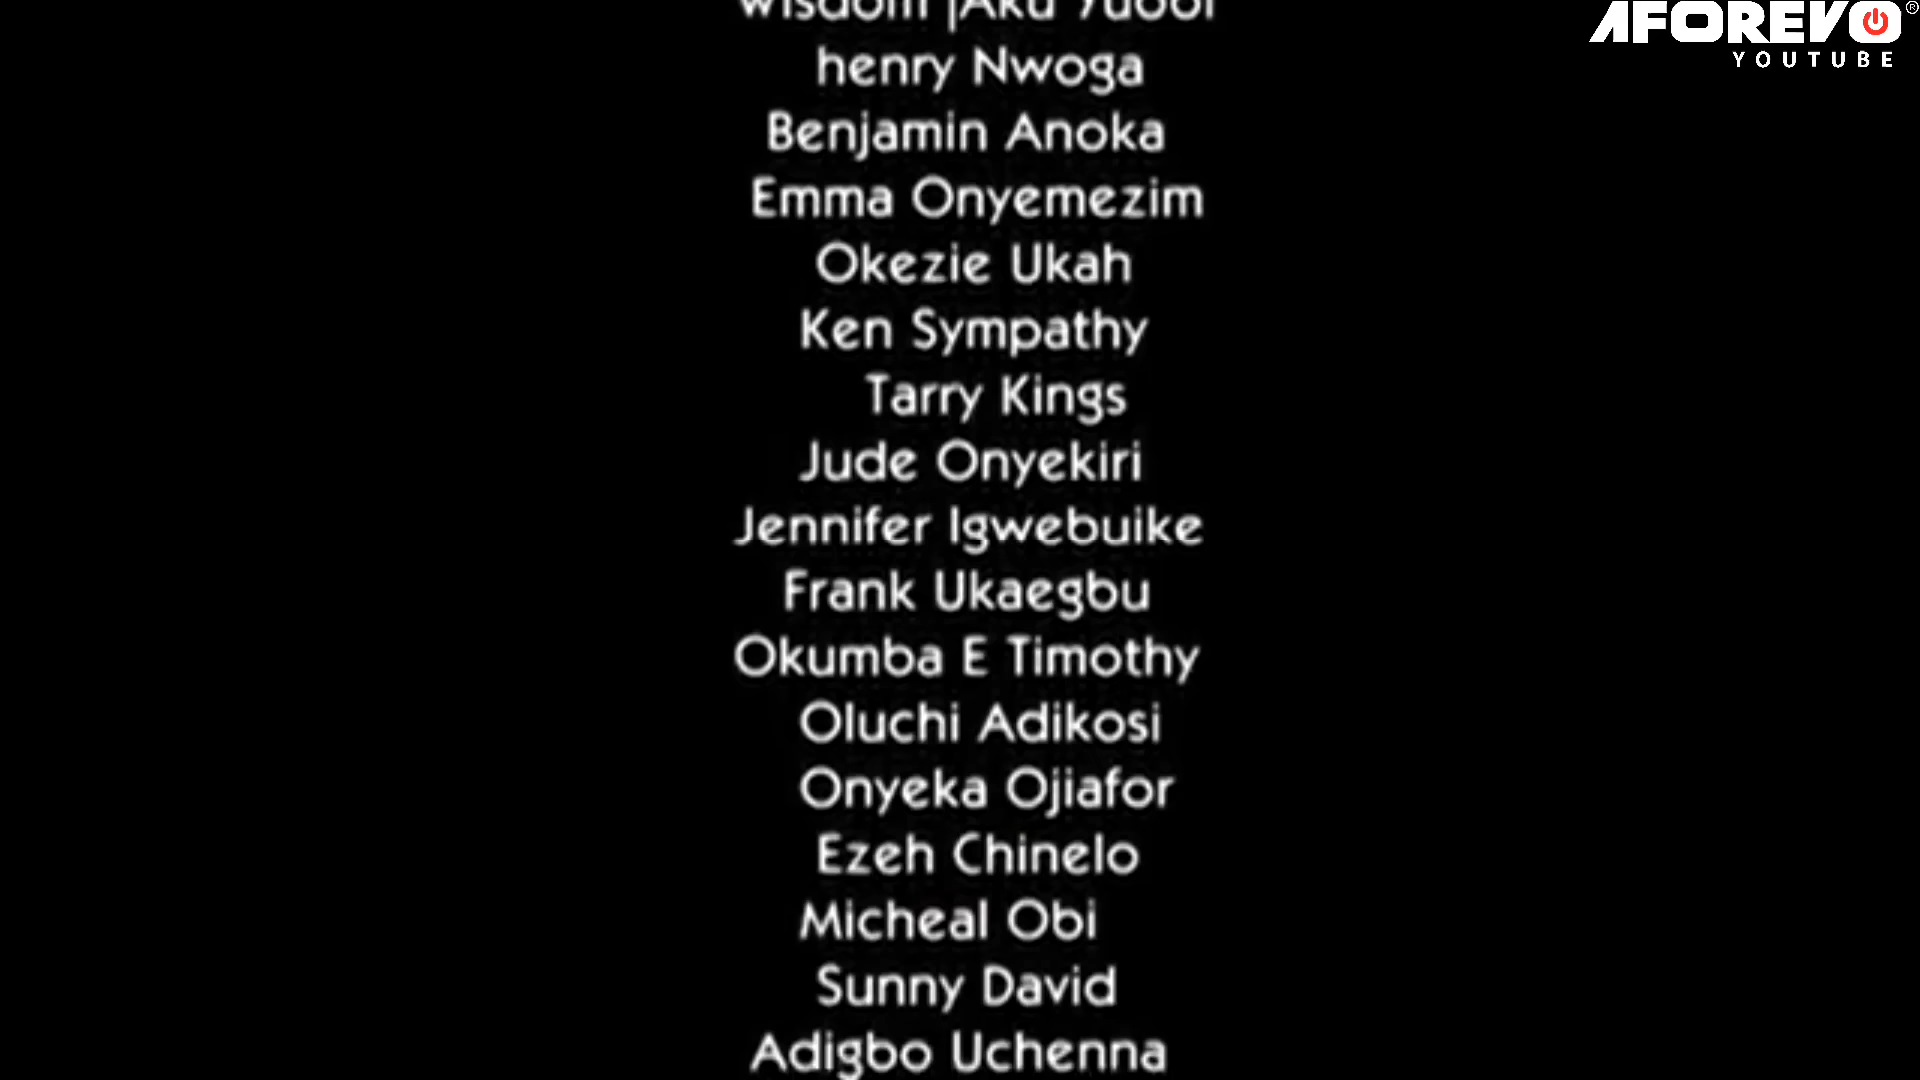 henry Nwoga
Benjamin Anoka
Emma Onyemezim
Okezie Ukah
Ken Sympathy
Tarry Kings
Jude Onyekiri
Jennifer Igwebuike
Frank Ukaegbu
Okumba E Timothy
Oluchi Adikosi
Onyeka Ojiafor
Ezeh Chinelo
Micheal Obi
Sunny David
Adigbo Uchenna
AFOREVO®
YOUTUBE